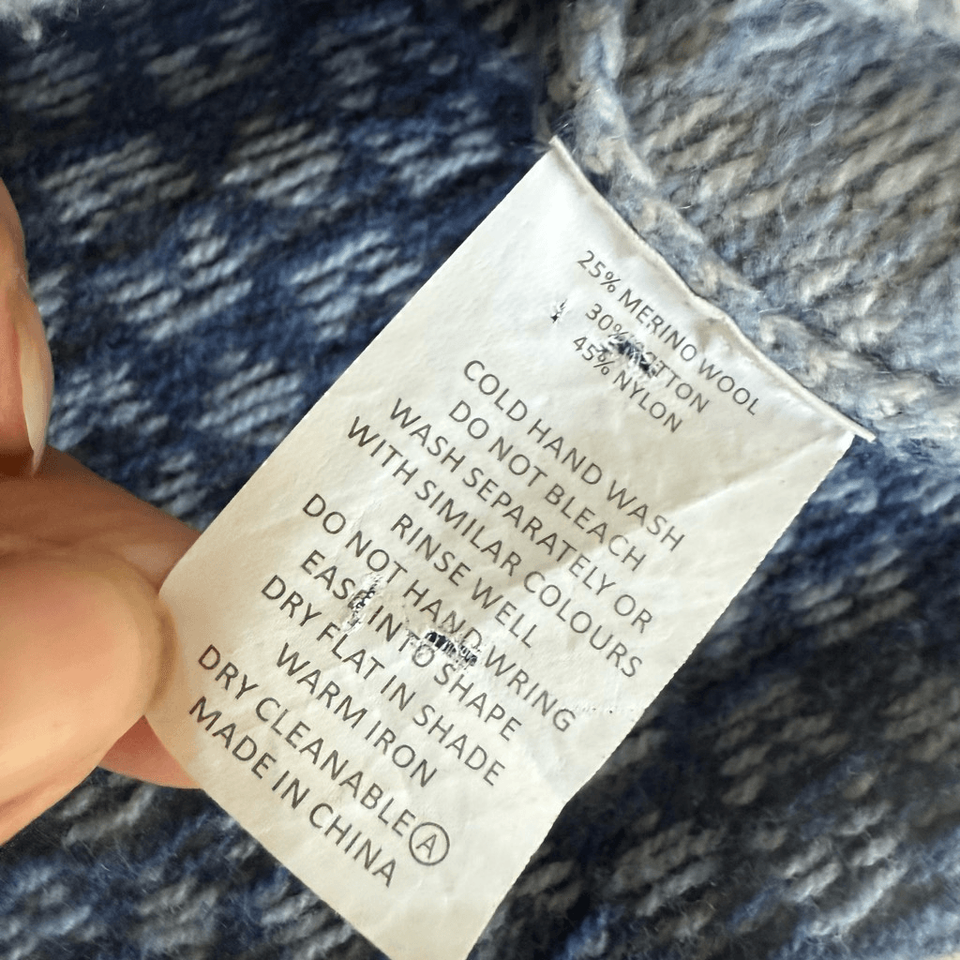 25% MERINO WOOL
30% COTTON
45% NYLON
COLD HAND WASH
DO NOT BLEACH
WASH SEPARATELY OR
WITH SIMILAR COLOURS
RINSE WELL
DO NOT HAND WRING
EASE INTO SHAPE
DRY FLAT IN SHADE
WARM IRON
DRY CLEANABLE Ⓐ
MADE IN CHINA